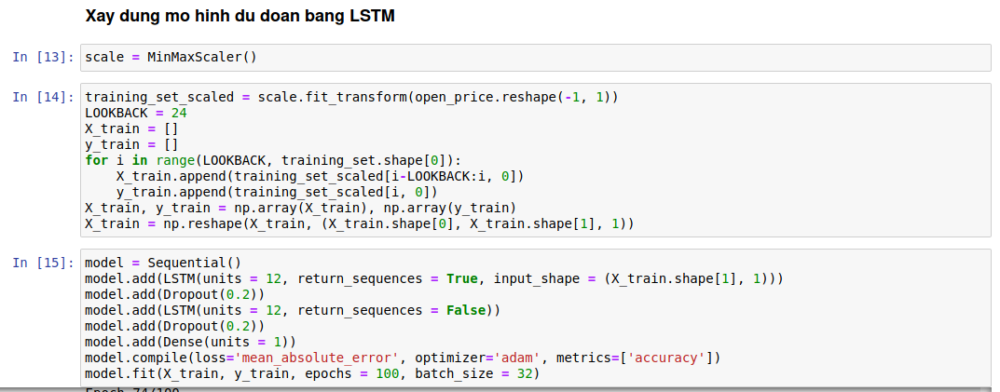 Xay dung mo hinh du doan bang LSTM
In [13]: scale = MinMaxScaler()
In [14]: training_set_scaled = scale.fit_transform(open_price.reshape(-1, 1))
LOOKBACK = 24
X_train = []
y_train = []
for i in range(LOOKBACK, training_set.shape[0]):
    X_train.append(training_set_scaled[i-LOOKBACK:i, 0])
    y_train.append(training_set_scaled[i, 0])
X_train, y_train = np.array(X_train), np.array(y_train)
X_train = np.reshape(X_train, (X_train.shape[0], X_train.shape[1], 1))
In [15]: model = Sequential()
model.add(LSTM(units = 12, return_sequences = True, input_shape = (X_train.shape[1], 1)))
model.add(Dropout(0.2))
model.add(LSTM(units = 12, return_sequences = False))
model.add(Dropout(0.2))
model.add(Dense(units = 1))
model.compile(loss='mean_absolute_error', optimizer='adam', metrics=['accuracy'])
model.fit(X_train, y_train, epochs = 100, batch_size = 32)
Epoch 74/100